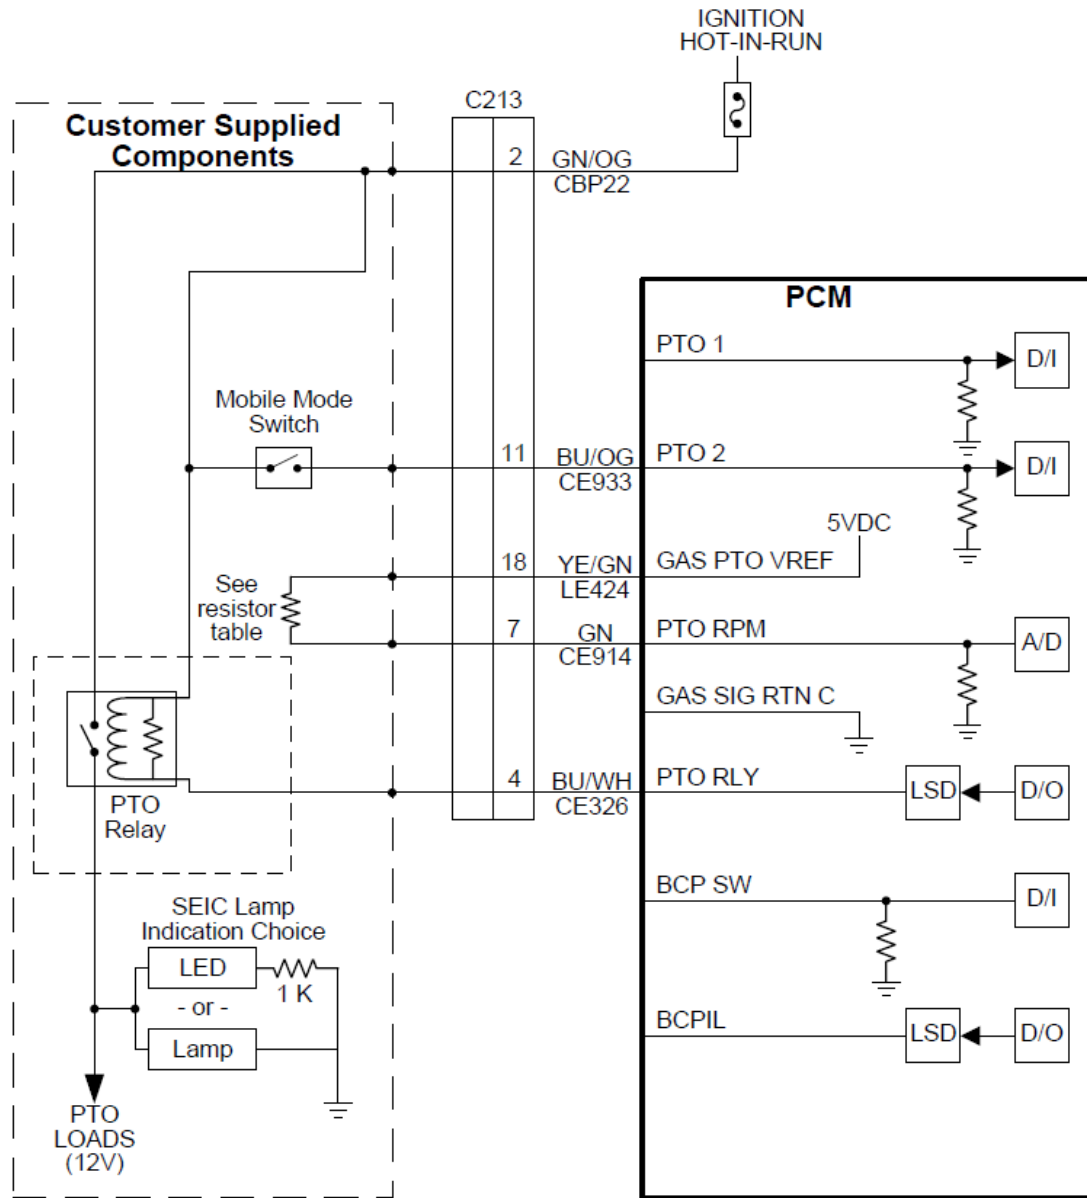 IGNITION
HOT-IN-RUN
C213
Customer Supplied
Components
2
GN/OG
CBP22
PCM
PTO 1
D/I
Mobile Mode
Switch
11
BU/OG
CE933
PTO 2
D/I
5VDC
18
YE/GN
LE424
GAS PTO VREF
See
resistor
table
7
GN
CE914
PTO RPM
A/D
GAS SIG RTN C
4
BU/WH
CE326
PTO RLY
LSD
D/O
PTO
Relay
BCP SW
D/I
SEIC Lamp
Indication Choice
LED
1 K
- or -
Lamp
BCPIL
LSD
D/O
PTO
LOADS
(12V)